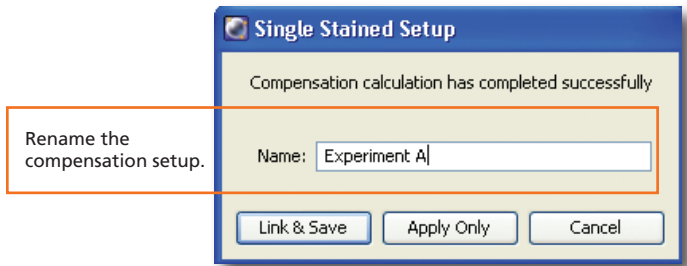 Single Stained Setup
Compensation calculation has completed successfully
Rename the
compensation setup.
Name: Experiment A
Link & Save Apply Only Cancel